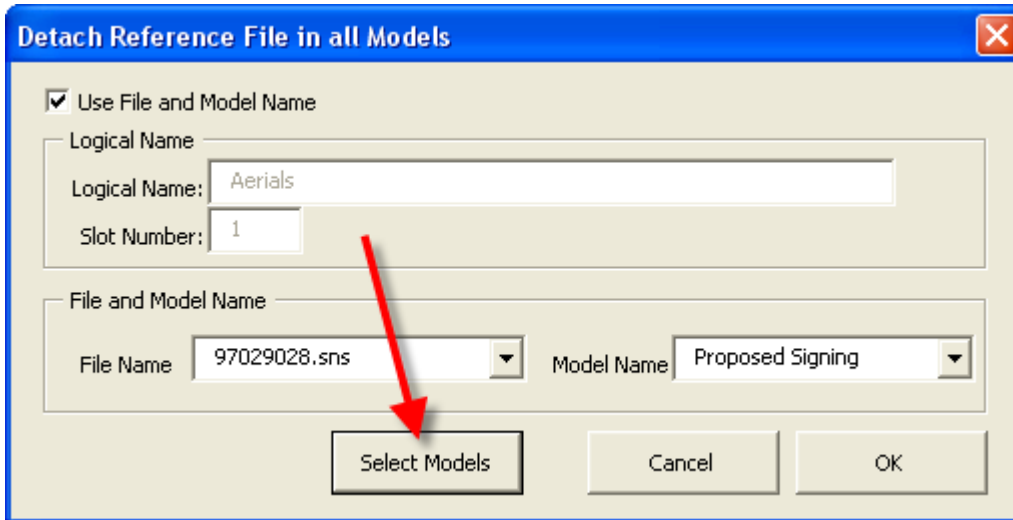 Detach Reference File in all Models
Use File and Model Name
Logical Name
Logical Name: Aerials
Slot Number: 1
File and Model Name
File Name 97029028.sns Model Name Proposed Signing
Select Models Cancel OK